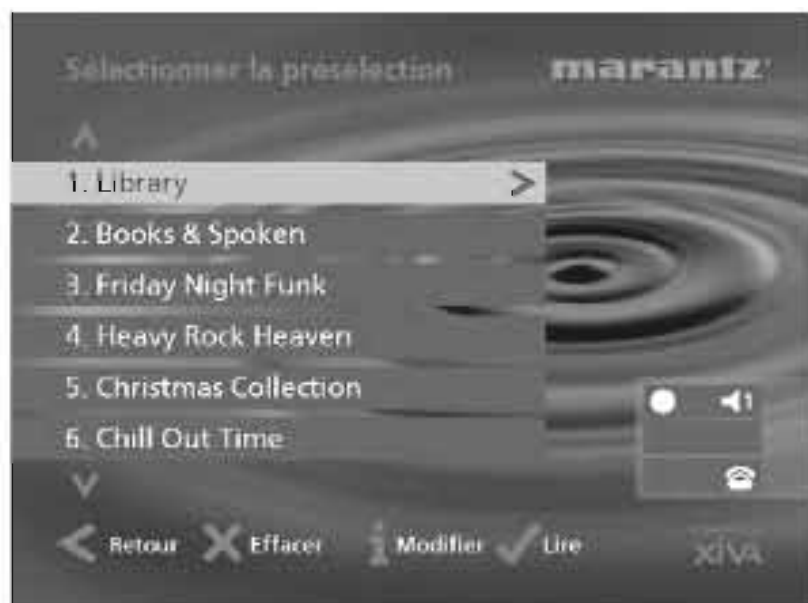 Sélectionner la présélection
marantz
1. Library
2. Books & Spoken
3. Friday Night Funk
4. Heavy Rock Heaven
5. Christmas Collection
6. Chill Out Time
1
Retour Effacer Modifier Lire
XiVA